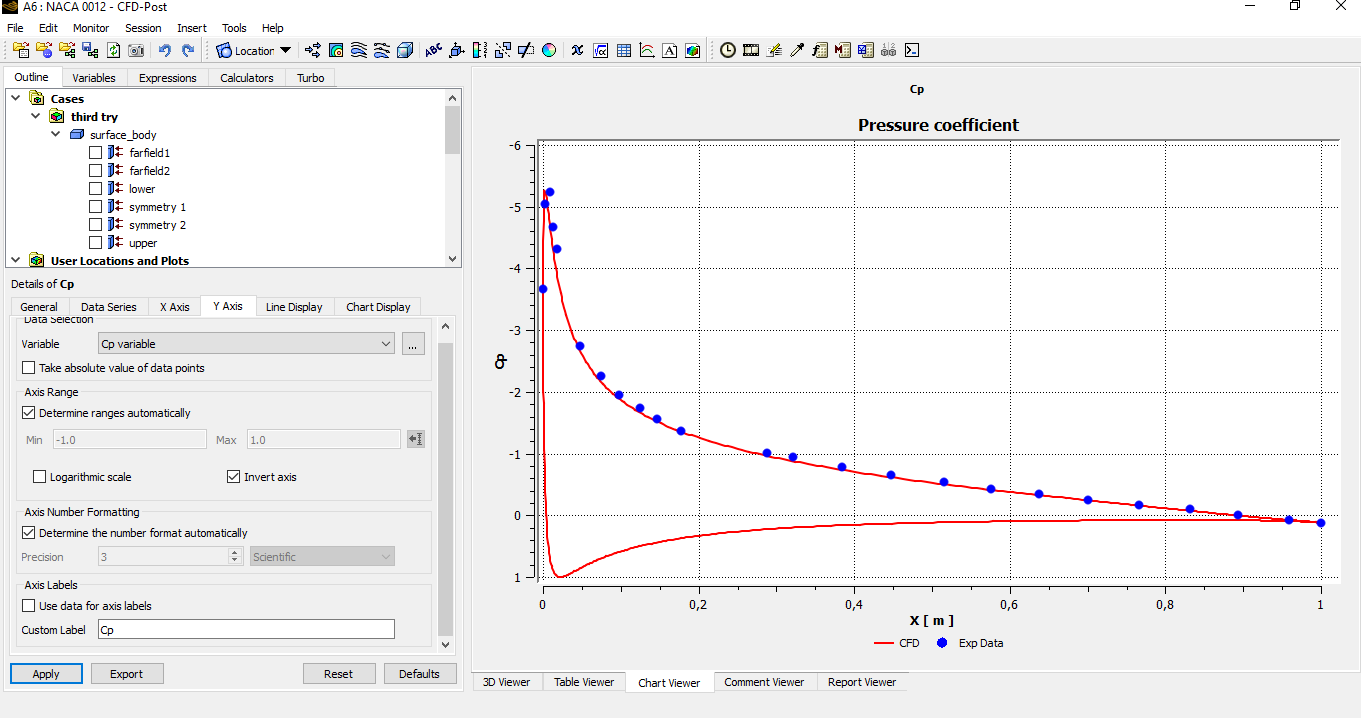 A6 : NACA 0012 - CFD-Post
File Edit Monitor Session Insert Tools Help
Location
Outline Variables Expressions Calculators Turbo
Cases
third try
surface_body
farfield1
farfield2
lower
symmetry 1
symmetry 2
upper
User Locations and Plots
Details of Cp
General Data Series X Axis Y Axis Line Display Chart Display
Data Selection
Variable Cp variable ...
Take absolute value of data points
Axis Range
Determine ranges automatically
Min -1.0 Max 1.0
Logarithmic scale Invert axis
Axis Number Formatting
Determine the number format automatically
Precision 3 Scientific
Axis Labels
Use data for axis labels
Custom Label Cp
Apply Export Reset Defaults
Cp
Pressure coefficient
-6
-5
-4
-3
-2
-1
0
1
Cp
0 0,2 0,4 0,6 0,8 1
X [ m ]
CFD Exp Data
3D Viewer Table Viewer Chart Viewer Comment Viewer Report Viewer